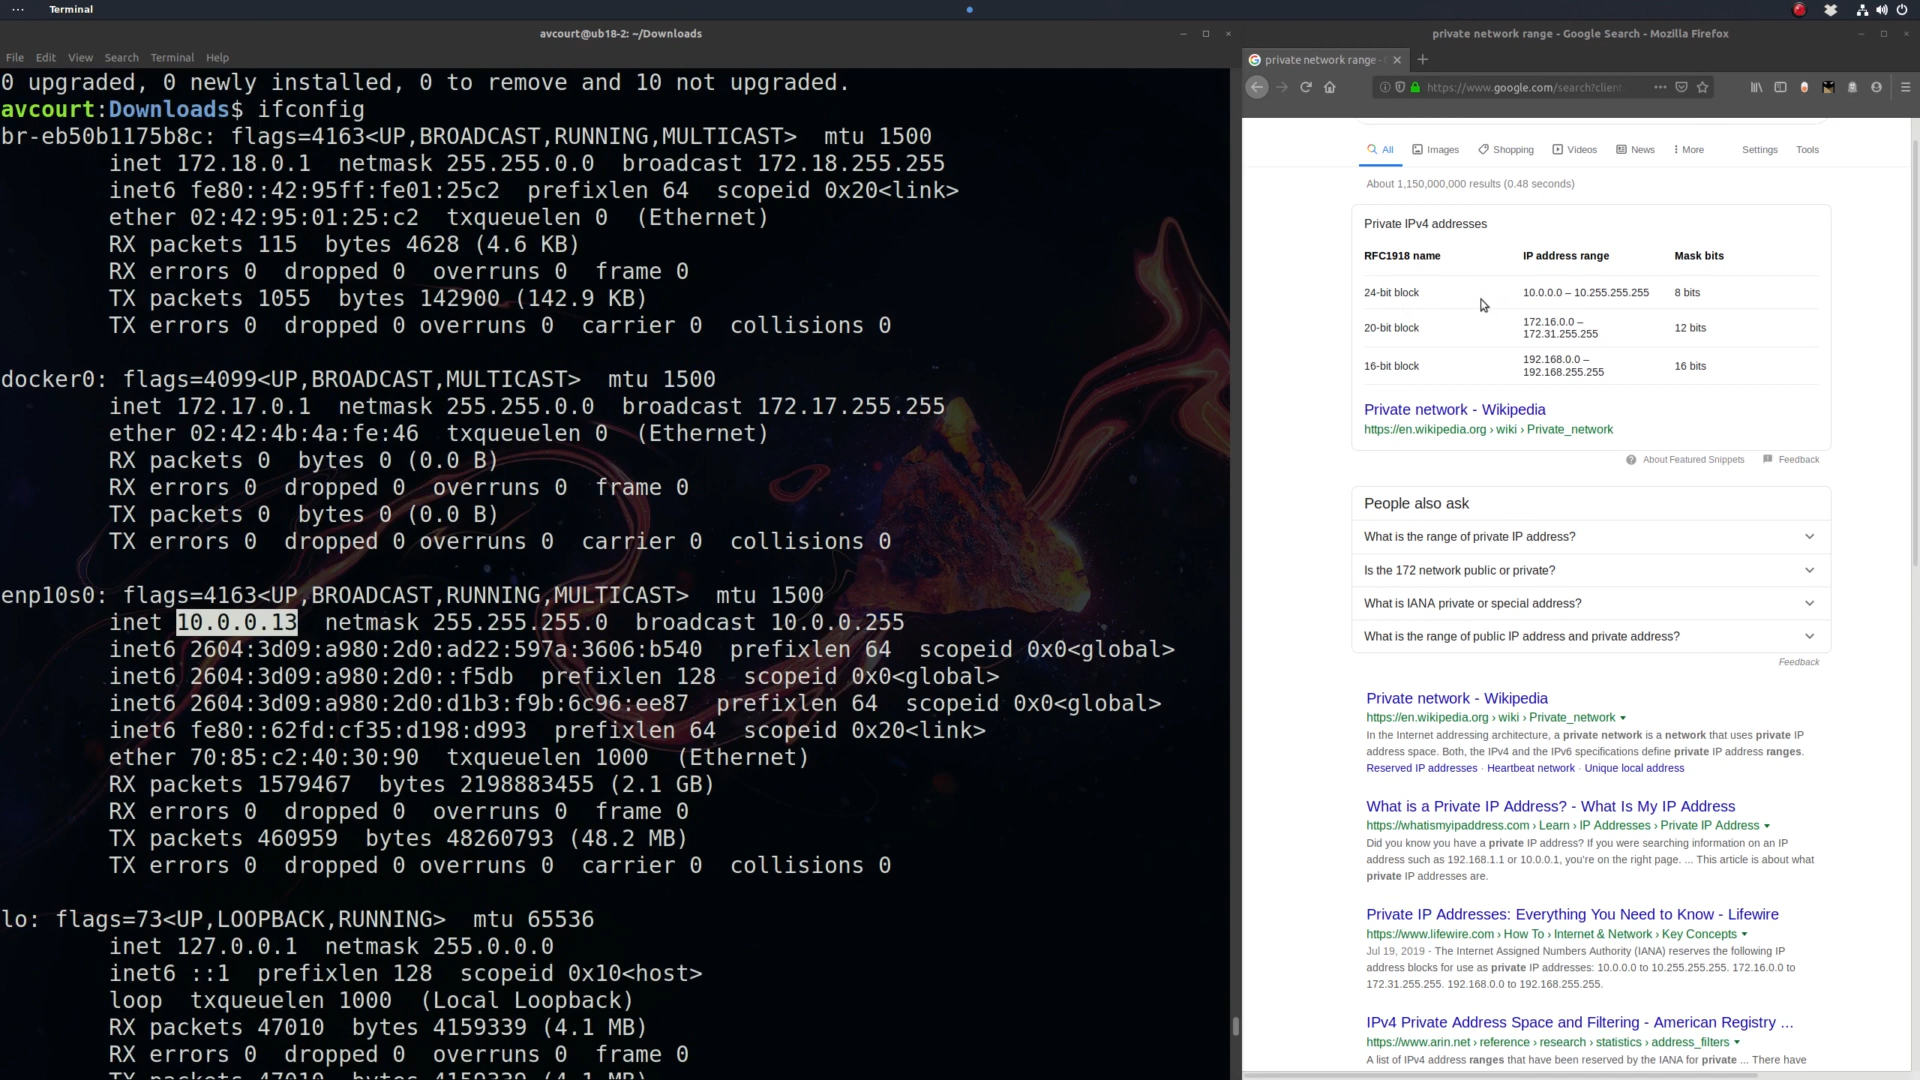 Terminal
avcourt@ub18-2: ~/Downloads
File Edit View Search Terminal Help
0 upgraded, 0 newly installed, 0 to remove and 10 not upgraded.
avcourt:Downloads$ ifconfig
br-eb50b1175b8c: flags=4163<UP,BROADCAST,RUNNING,MULTICAST>  mtu 1500
inet 172.18.0.1  netmask 255.255.0.0  broadcast 172.18.255.255
inet6 fe80::42:95ff:fe01:25c2  prefixlen 64  scopeid 0x20<link>
ether 02:42:95:01:25:c2  txqueuelen 0  (Ethernet)
RX packets 115  bytes 4628 (4.6 KB)
RX errors 0  dropped 0  overruns 0  frame 0
TX packets 1055  bytes 142900 (142.9 KB)
TX errors 0  dropped 0 overruns 0  carrier 0  collisions 0
docker0: flags=4099<UP,BROADCAST,MULTICAST>  mtu 1500
inet 172.17.0.1  netmask 255.255.0.0  broadcast 172.17.255.255
ether 02:42:4b:4a:fe:46  txqueuelen 0  (Ethernet)
RX packets 0  bytes 0 (0.0 B)
RX errors 0  dropped 0  overruns 0  frame 0
TX packets 0  bytes 0 (0.0 B)
TX errors 0  dropped 0 overruns 0  carrier 0  collisions 0
enp10s0: flags=4163<UP,BROADCAST,RUNNING,MULTICAST>  mtu 1500
inet 10.0.0.13  netmask 255.255.255.0  broadcast 10.0.0.255
inet6 2604:3d09:a980:2d0:ad22:597a:3606:b540  prefixlen 64  scopeid 0x0<global>
inet6 2604:3d09:a980:2d0::f5db  prefixlen 128  scopeid 0x0<global>
inet6 2604:3d09:a980:2d0:d1b3:f9b:6c96:ee87  prefixlen 64  scopeid 0x0<global>
inet6 fe80::62fd:cf35:d198:d993  prefixlen 64  scopeid 0x20<link>
ether 70:85:c2:40:30:90  txqueuelen 1000  (Ethernet)
RX packets 1579467  bytes 2198883455 (2.1 GB)
RX errors 0  dropped 0  overruns 0  frame 0
TX packets 460959  bytes 48260793 (48.2 MB)
TX errors 0  dropped 0 overruns 0  carrier 0  collisions 0
lo: flags=73<UP,LOOPBACK,RUNNING>  mtu 65536
inet 127.0.0.1  netmask 255.0.0.0
inet6 ::1  prefixlen 128  scopeid 0x10<host>
loop  txqueuelen 1000  (Local Loopback)
RX packets 47010  bytes 4159339 (4.1 MB)
RX errors 0  dropped 0  overruns 0  frame 0
TX packets 47010  bytes 4159339 (4.1 MB)
private network range - Google Search - Mozilla Firefox
private network range -
https://www.google.com/search?client
All Images Shopping Videos News More Settings Tools
About 1,150,000,000 results (0.48 seconds)
Private IPv4 addresses
RFC1918 name IP address range Mask bits
24-bit block 10.0.0.0 – 10.255.255.255 8 bits
20-bit block 172.16.0.0 – 172.31.255.255 12 bits
16-bit block 192.168.0.0 – 192.168.255.255 16 bits
Private network - Wikipedia
https://en.wikipedia.org › wiki › Private_network
About Featured Snippets Feedback
People also ask
What is the range of private IP address?
Is the 172 network public or private?
What is IANA private or special address?
What is the range of public IP address and private address?
Feedback
Private network - Wikipedia
https://en.wikipedia.org › wiki › Private_network
In the Internet addressing architecture, a private network is a network that uses private IP
address space. Both, the IPv4 and the IPv6 specifications define private IP address ranges.
Reserved IP addresses · Heartbeat network · Unique local address
What is a Private IP Address? - What Is My IP Address
https://whatismyipaddress.com › Learn › IP Addresses › Private IP Address
Did you know you have a private IP address? If you were searching information on an IP
address such as 192.168.1.1 or 10.0.0.1, you're on the right page. ... This article is about what
private IP addresses are.
Private IP Addresses: Everything You Need to Know - Lifewire
https://www.lifewire.com › How To › Internet & Network › Key Concepts
Jul 19, 2019 - The Internet Assigned Numbers Authority (IANA) reserves the following IP
address blocks for use as private IP addresses: 10.0.0.0 to 10.255.255.255. 172.16.0.0 to
172.31.255.255. 192.168.0.0 to 192.168.255.255.
IPv4 Private Address Space and Filtering - American Registry ...
https://www.arin.net › reference › research › statistics › address_filters
A list of IPv4 address ranges that have been reserved by the IANA for private ... There have